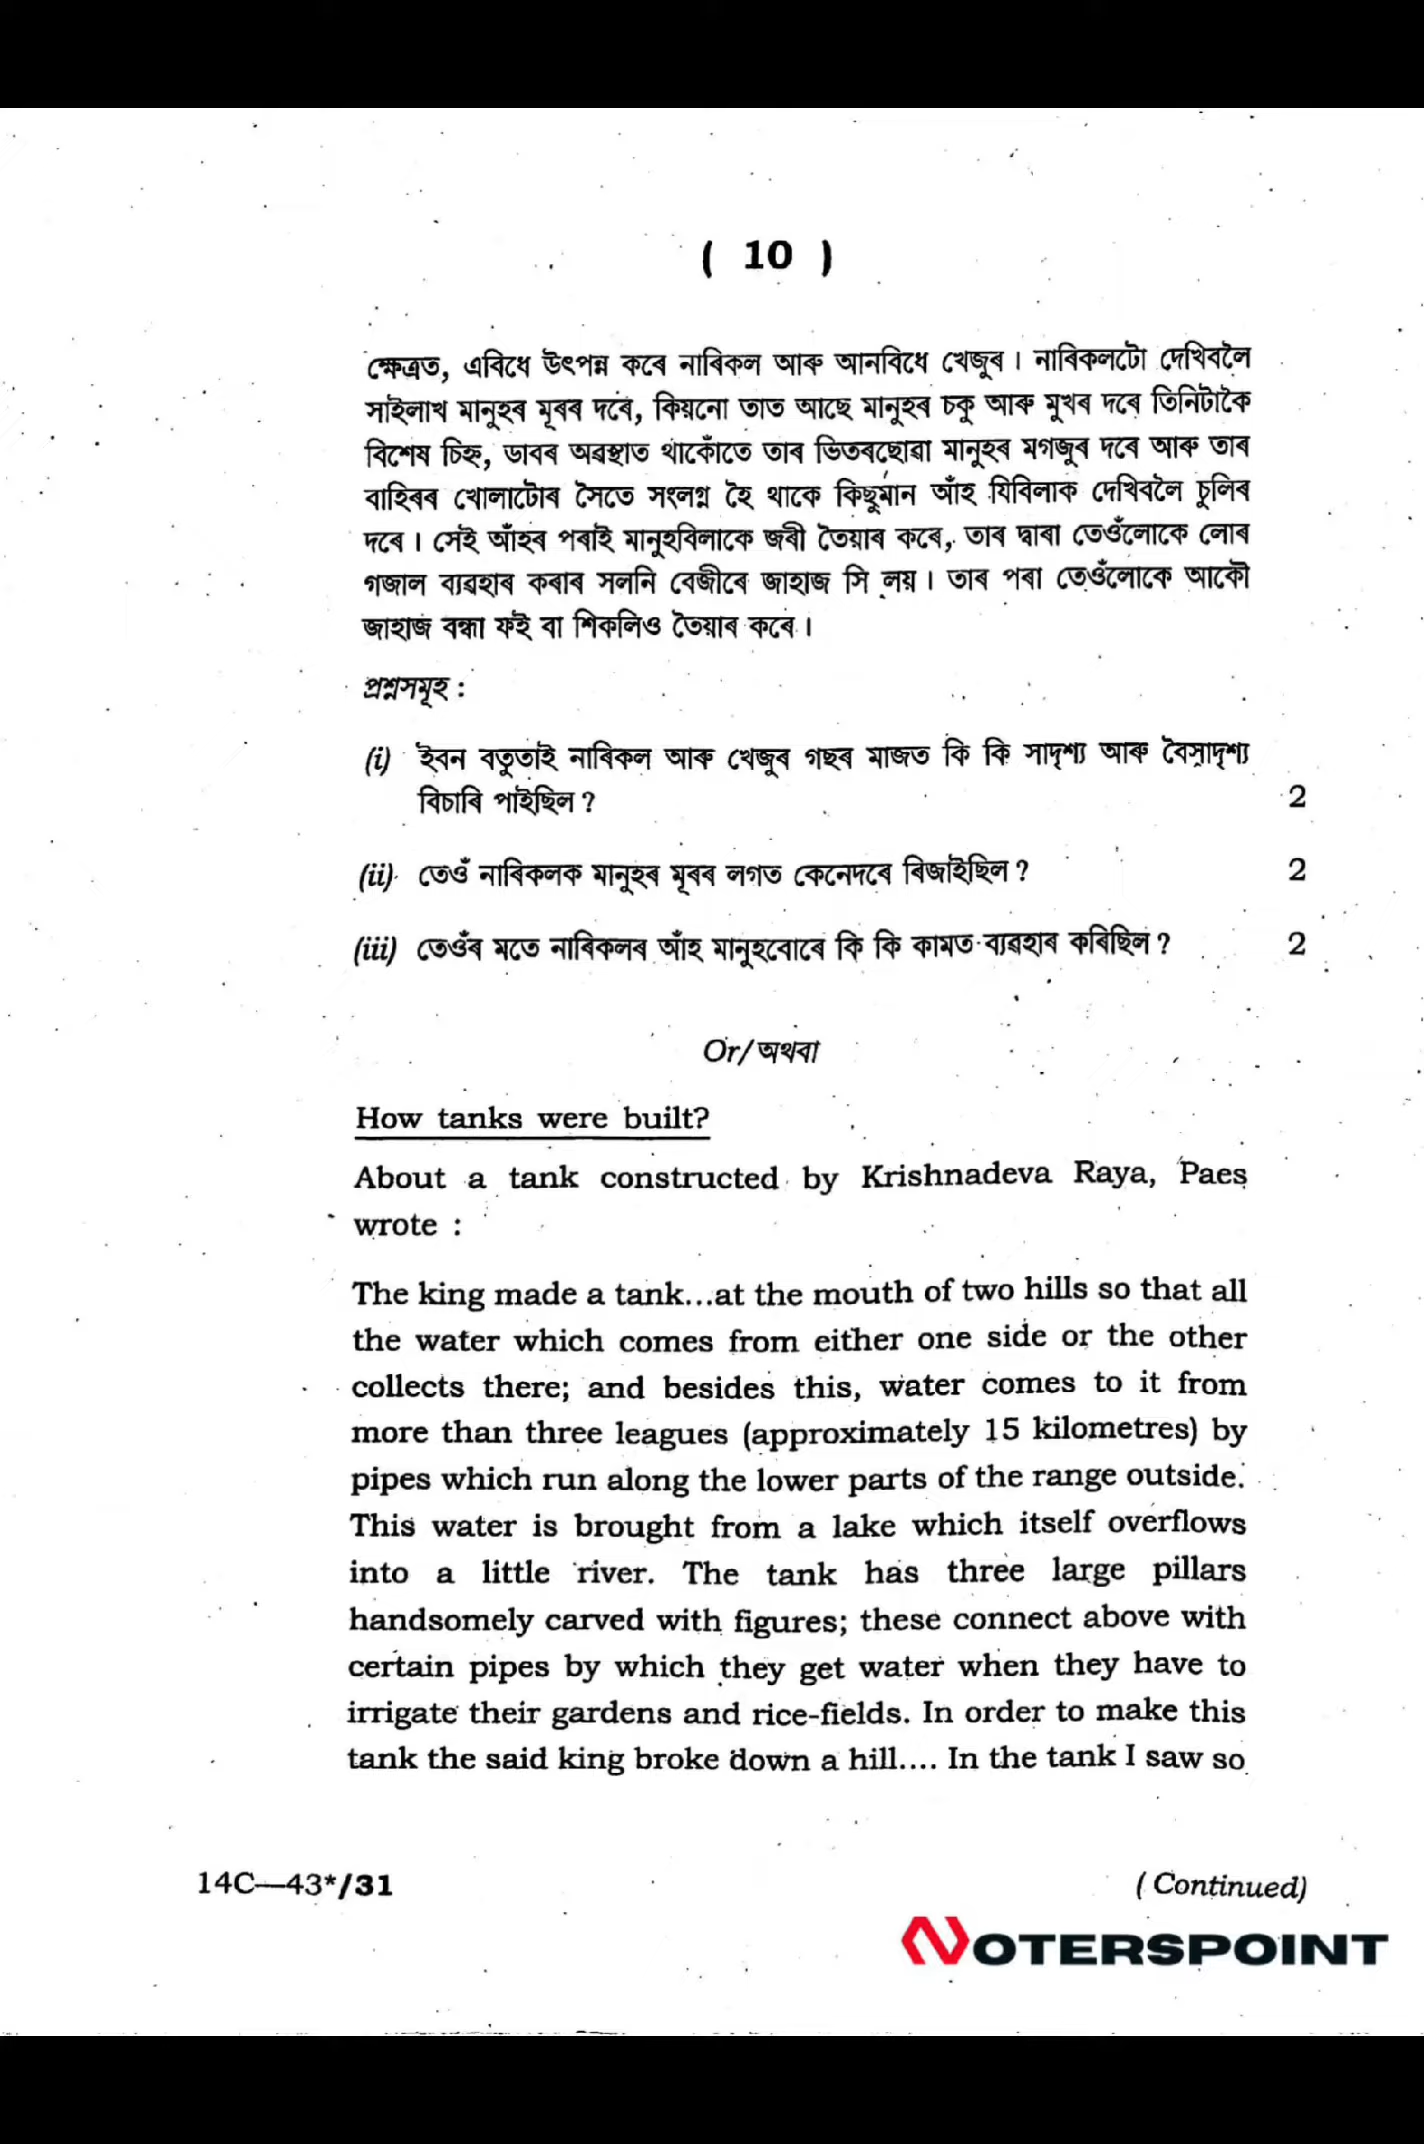 ( 10 )
ক্ষেত্ৰত, এবিধে উৎপন্ন কৰে নাৰিকল আৰু আনবিধে খেজুৰ। নাৰিকলটো দেখিবলৈ
সাইলাখ মানুহৰ মূৰৰ দৰে, কিয়নো তাত আছে মানুহৰ চকু আৰু মুখৰ দৰে তিনিটাকৈ
বিশেষ চিহ্ন, ডাবৰ অৱস্থাত থাকোঁতে তাৰ ভিতৰছোৱা মানুহৰ মগজুৰ দৰে আৰু তাৰ
বাহিৰৰ খোলাটোৰ সৈতে সংলগ্ন হৈ থাকে কিছুমান আঁহ যিবিলাক দেখিবলৈ চুলিৰ
দৰে। সেই আঁহৰ পৰাই মানুহবিলাকে জৰী তৈয়াৰ কৰে, তাৰ দ্বাৰা তেওঁলোকে লোৰ
গজাল ব্যৱহাৰ কৰাৰ সলনি বেজীৰে জাহাজ সি লয়। তাৰ পৰা তেওঁলোকে আকৌ
জাহাজ বন্ধা ফই বা শিকলিও তৈয়াৰ কৰে।
প্ৰশ্নসমূহ :
(i) ইবন বতুতাই নাৰিকল আৰু খেজুৰ গছৰ মাজত কি কি সাদৃশ্য আৰু বৈসাদৃশ্য
বিচাৰি পাইছিল? 2
(ii) তেওঁ নাৰিকলক মানুহৰ মূৰৰ লগত কেনেদৰে ৰিজাইছিল? 2
(iii) তেওঁৰ মতে নাৰিকলৰ আঁহ মানুহবোৰে কি কি কামত ব্যৱহাৰ কৰিছিল? 2
Or/অথবা
How tanks were built?
About a tank constructed by Krishnadeva Raya, Paes
wrote :
The king made a tank...at the mouth of two hills so that all
the water which comes from either one side or the other
collects there; and besides this, water comes to it from
more than three leagues (approximately 15 kilometres) by
pipes which run along the lower parts of the range outside.
This water is brought from a lake which itself overflows
into a little river. The tank has three large pillars
handsomely carved with figures; these connect above with
certain pipes by which they get water when they have to
irrigate their gardens and rice-fields. In order to make this
tank the said king broke down a hill.... In the tank I saw so
14C—43*/31 (Continued)
NOTERSPOINT